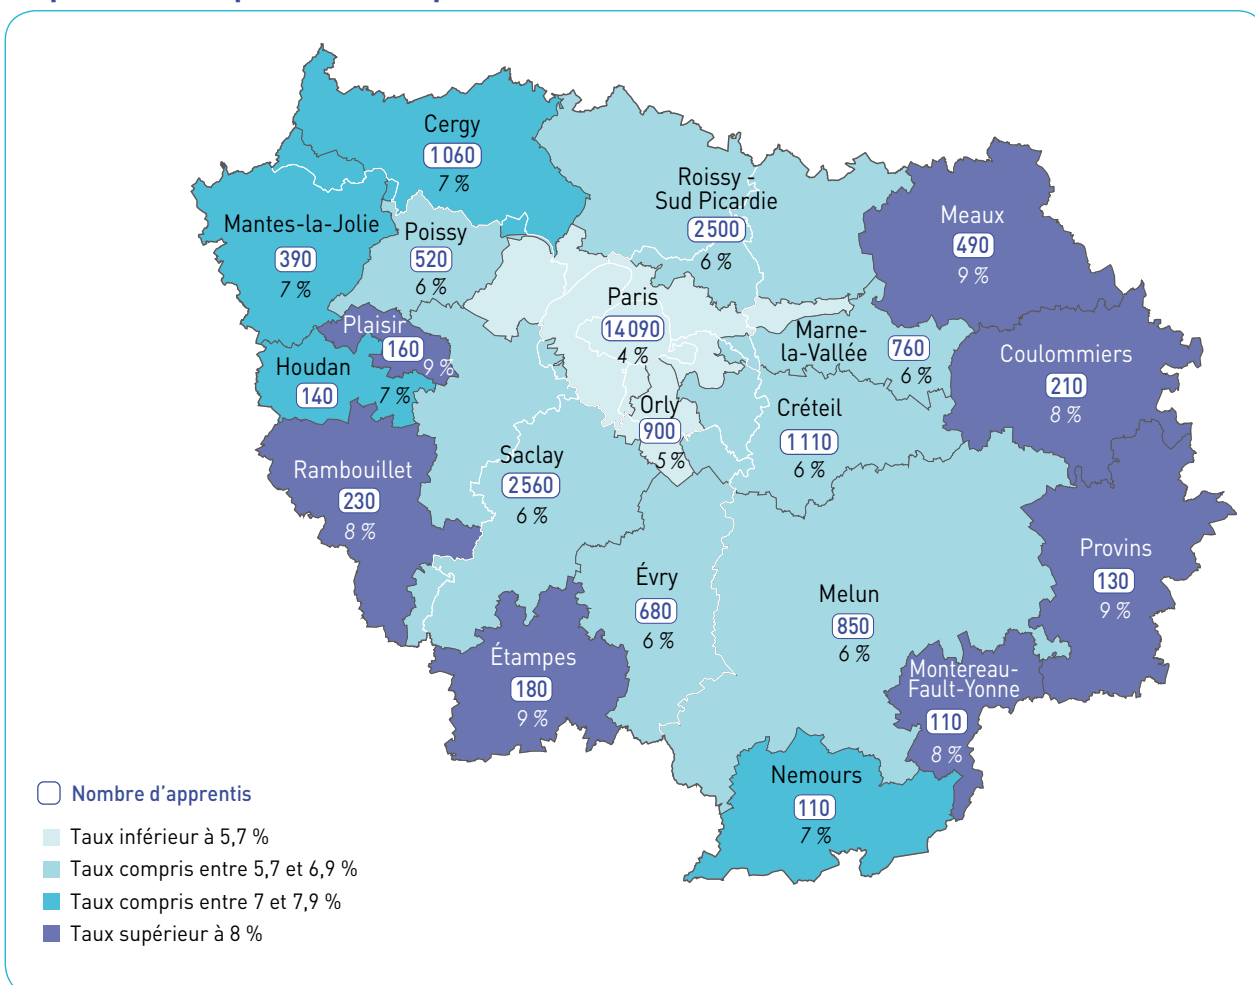 Cergy
1 060
7 %
Roissy -
Sud Picardie
2500
6 %
Meaux
490
9 %
Mantes-la-Jolie
390
7 %
Poissy
520
6 %
Paris
14 090
4 %
Plaisir
160
9 %
Marne-
la-Vallée
760
6 %
Coulommiers
210
8 %
Houdan
140
7 %
Orly
900
5 %
Créteil
1 110
6 %
Rambouillet
230
8 %
Saclay
2560
6 %
Provins
130
9 %
Évry
680
6 %
Melun
850
6 %
Étampes
180
9 %
Montereau-
Fault-Yonne
110
8 %
Nemours
110
7 %
Nombre d’apprentis
Taux inférieur à 5,7 %
Taux compris entre 5,7 et 6,9 %
Taux compris entre 7 et 7,9 %
Taux supérieur à 8 %